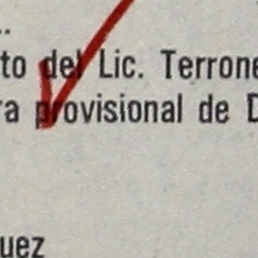 ..
to del Lic. Terrone
ra provisional de D
uez